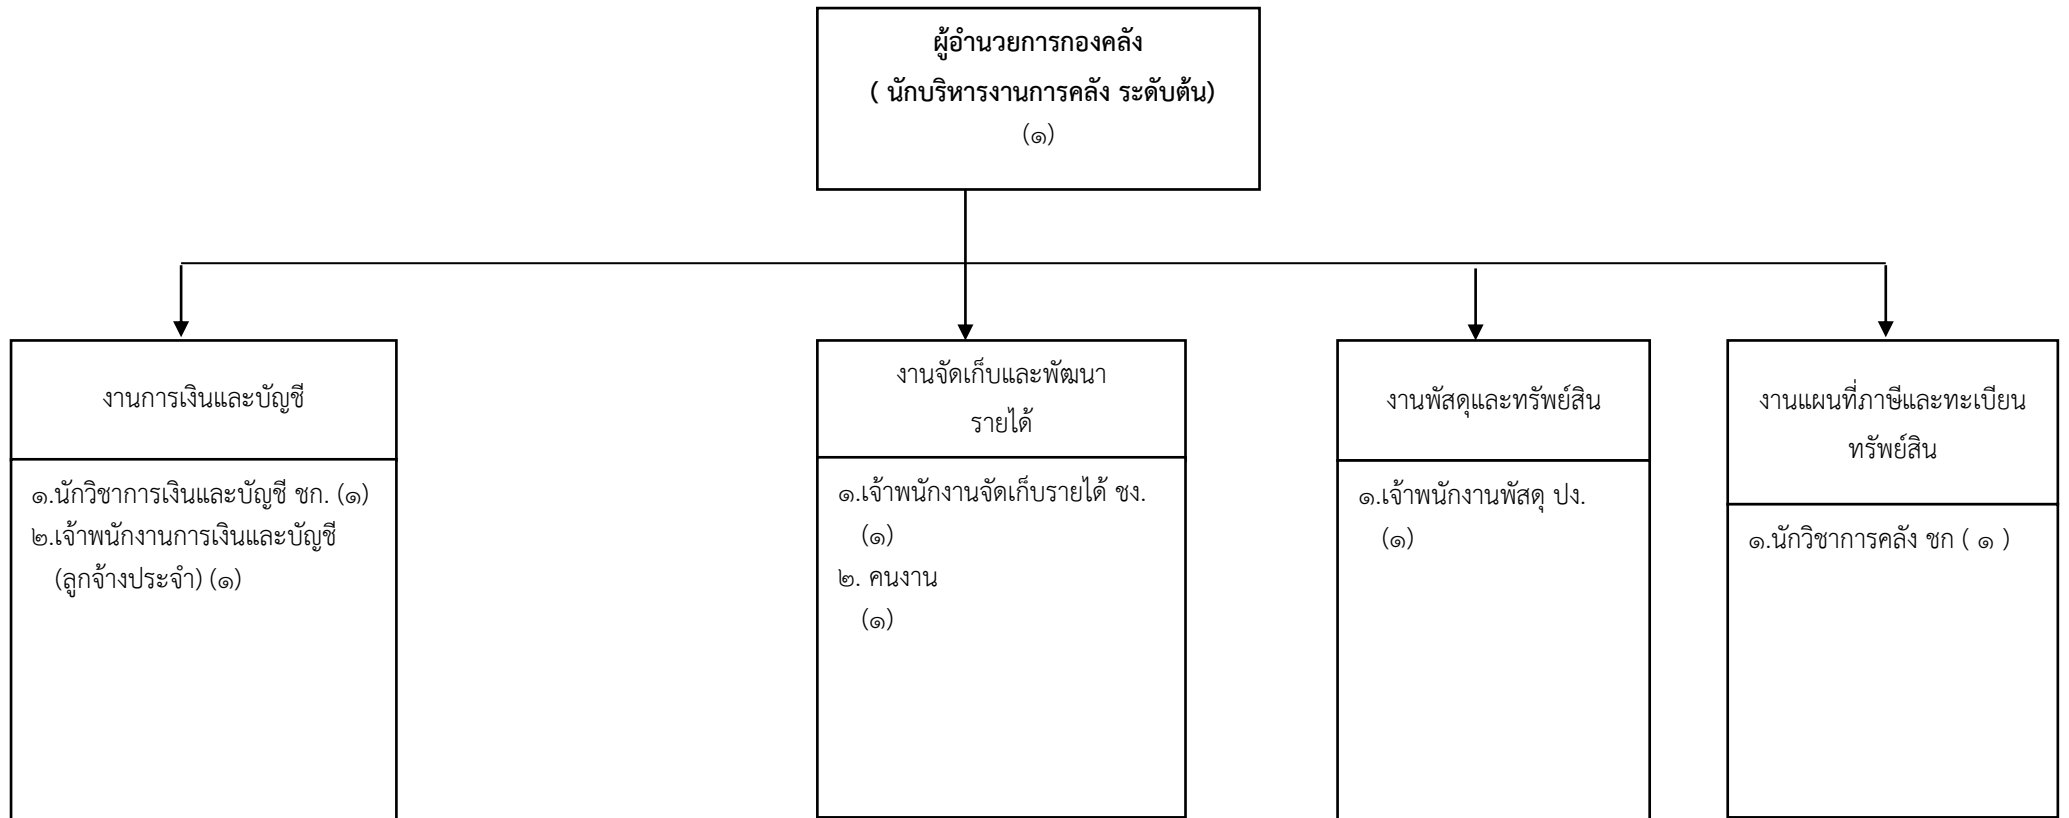 ผู้อำนวยการกองคลัง
( นักบริหารงานการคลัง ระดับต้น)
(๑)
งานการเงินและบัญชี
๑.นักวิชาการเงินและบัญชี ชก. (๑)
๒.เจ้าพนักงานการเงินและบัญชี
(ลูกจ้างประจำ) (๑)
งานจัดเก็บและพัฒนา
รายได้
๑.เจ้าพนักงานจัดเก็บรายได้ ชง.
(๑)
๒. คนงาน
(๑)
งานพัสดุและทรัพย์สิน
๑.เจ้าพนักงานพัสดุ ปง.
(๑)
งานแผนที่ภาษีและทะเบียน
ทรัพย์สิน
๑.นักวิชาการคลัง ชก ( ๑ )